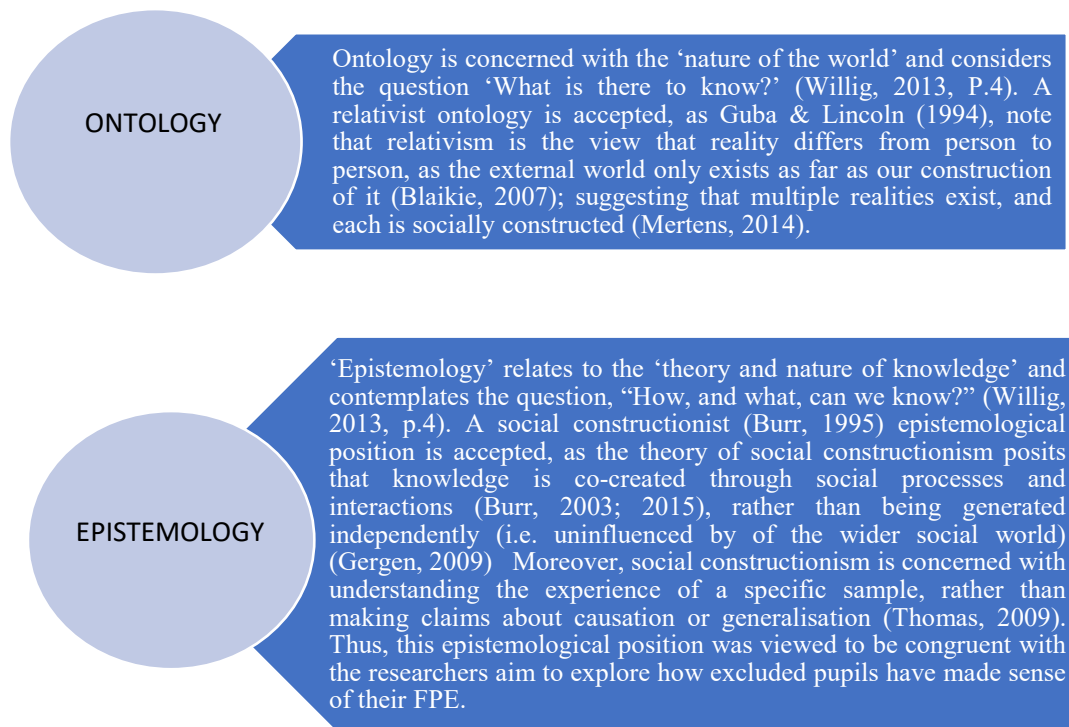 ONTOLOGY
Ontology is concerned with the ‘nature of the world’ and considers
the question ‘What is there to know?’ (Willig, 2013, P.4). A
relativist ontology is accepted, as Guba & Lincoln (1994), note
that relativism is the view that reality differs from person to
person, as the external world only exists as far as our construction
of it (Blaikie, 2007); suggesting that multiple realities exist, and
each is socially constructed (Mertens, 2014).
EPISTEMOLOGY
‘Epistemology’ relates to the ‘theory and nature of knowledge’ and
contemplates the question, “How, and what, can we know?” (Willig,
2013, p.4). A social constructionist (Burr, 1995) epistemological
position is accepted, as the theory of social constructionism posits
that knowledge is co-created through social processes and
interactions (Burr, 2003; 2015), rather than being generated
independently (i.e. uninfluenced by of the wider social world)
(Gergen, 2009)   Moreover, social constructionism is concerned with
understanding the experience of a specific sample, rather than
making claims about causation or generalisation (Thomas, 2009).
Thus, this epistemological position was viewed to be congruent with
the researchers aim to explore how excluded pupils have made sense
of their FPE.